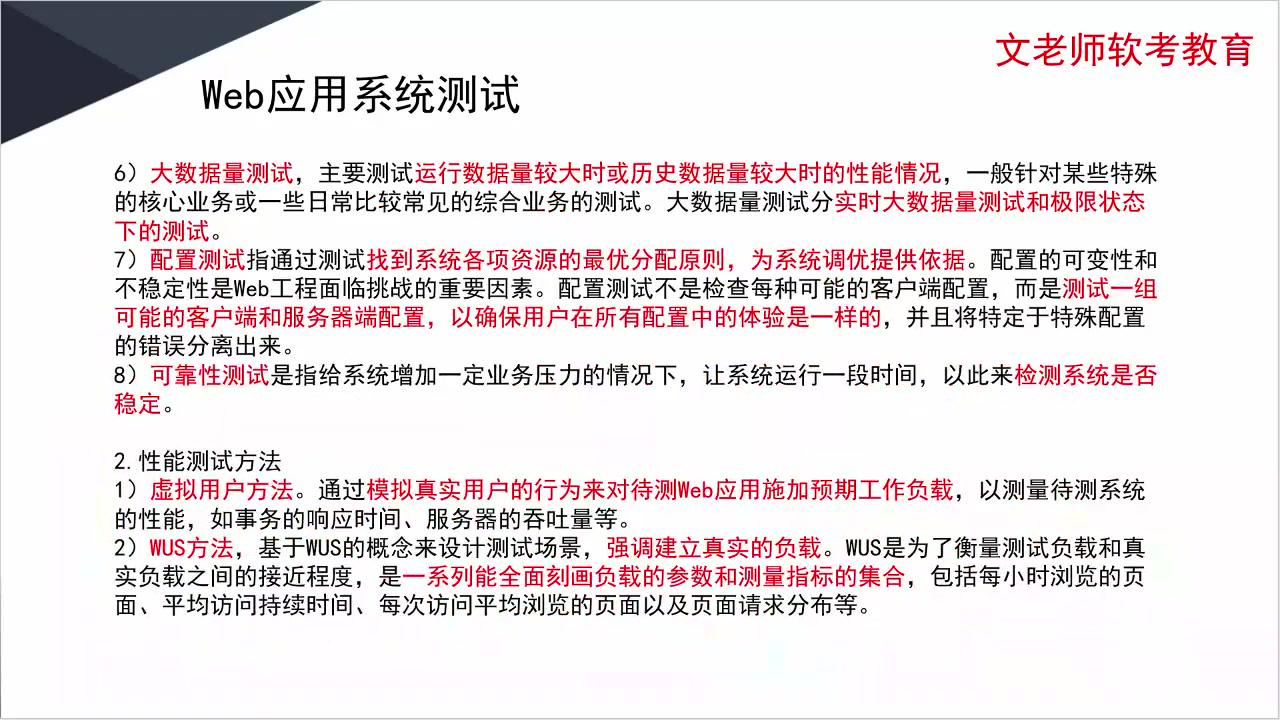 文老师软考教育
Web应用系统测试
6）大数据量测试，主要测试运行数据量较大时或历史数据量较大时的性能情况，一般针对某些特殊
的核心业务或一些日常比较常见的综合业务的测试。大数据量测试分实时大数据量测试和极限状态
下的测试。
7）配置测试指通过测试找到系统各项资源的最优分配原则，为系统调优提供依据。配置的可变性和
不稳定性是Web工程面临挑战的重要因素。配置测试不是检查每种可能的客户端配置，而是测试一组
可能的客户端和服务器端配置，以确保用户在所有配置中的体验是一样的，并且将特定于特殊配置
的错误分离出来。
8）可靠性测试是指给系统增加一定业务压力的情况下，让系统运行一段时间，以此来检测系统是否
稳定。
2.性能测试方法
1）虚拟用户方法。通过模拟真实用户的行为来对待测Web应用施加预期工作负载，以测量待测系统
的性能，如事务的响应时间、服务器的吞吐量等。
2）WUS方法，基于WUS的概念来设计测试场景，强调建立真实的负载。WUS是为了衡量测试负载和真
实负载之间的接近程度，是一系列能全面刻画负载的参数和测量指标的集合，包括每小时浏览的页
面、平均访问持续时间、每次访问平均浏览的页面以及页面请求分布等。